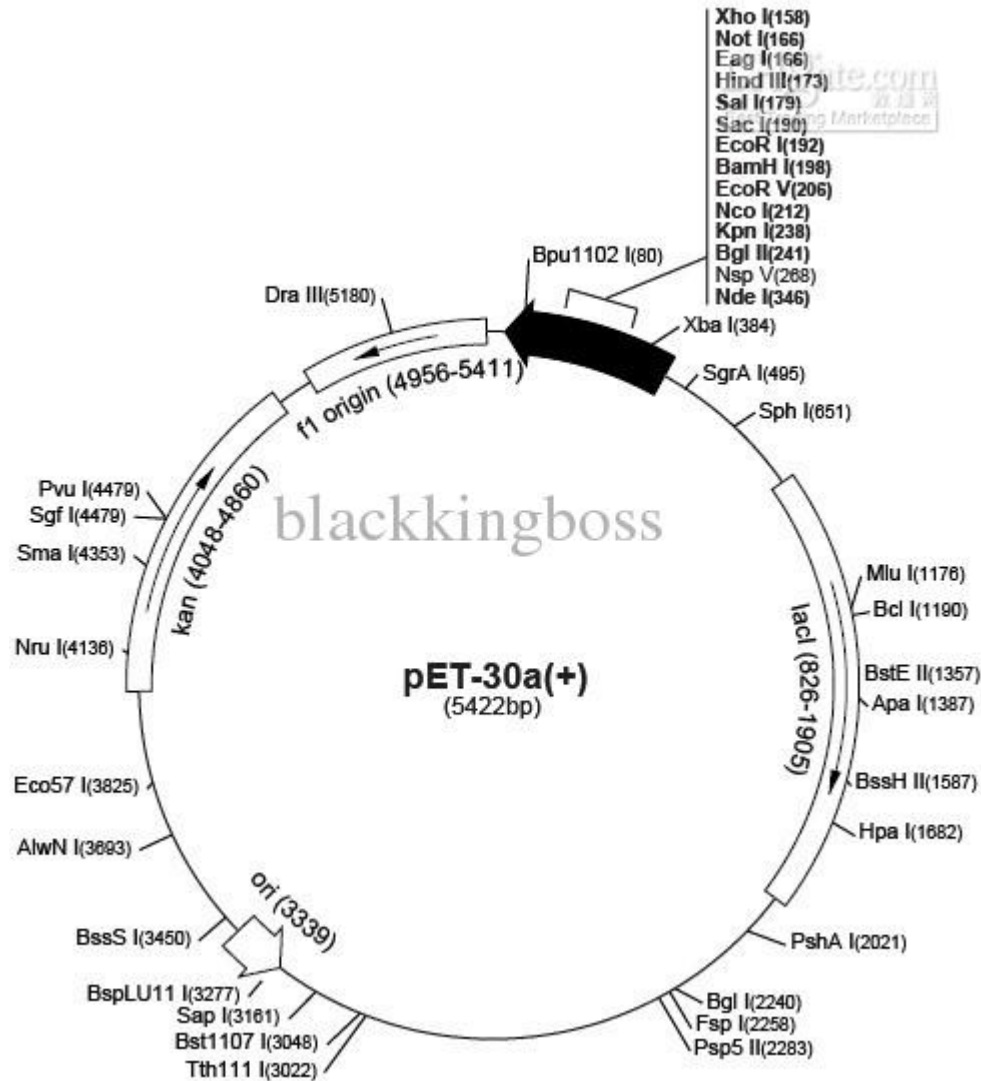 Xho I(158)
Not I(166)
Eag I(166)
Hind III(173)
Sal I(179)
Sac I(190)
EcoR I(192)
BamH I(198)
EcoR V(206)
Nco I(212)
Kpn I(238)
Bgl II(241)
Nsp V(268)
Nde I(346)
Bpu1102 I(80)
Dra III(5180)
Xba I(384)
SgrA I(495)
Sph I(651)
f1 origin (4956-5411)
Pvu I(4479)
Sgf I(4479)
Sma I(4353)
kan (4048-4860)
blackkingboss
Mlu I(1176)
Bcl I(1190)
Nru I(4136)
lacI (826-1905)
BstE II(1357)
Apa I(1387)
pET-30a(+)
(5422bp)
Eco57 I(3825)
BssH II(1587)
AlwN I(3693)
Hpa I(1682)
ori (3339)
BssS I(3450)
PshA I(2021)
BspLU11 I(3277)
Sap I(3161)
Bst1107 I(3048)
Tth111 I(3022)
Bgl I(2240)
Fsp I(2258)
Psp5 II(2283)